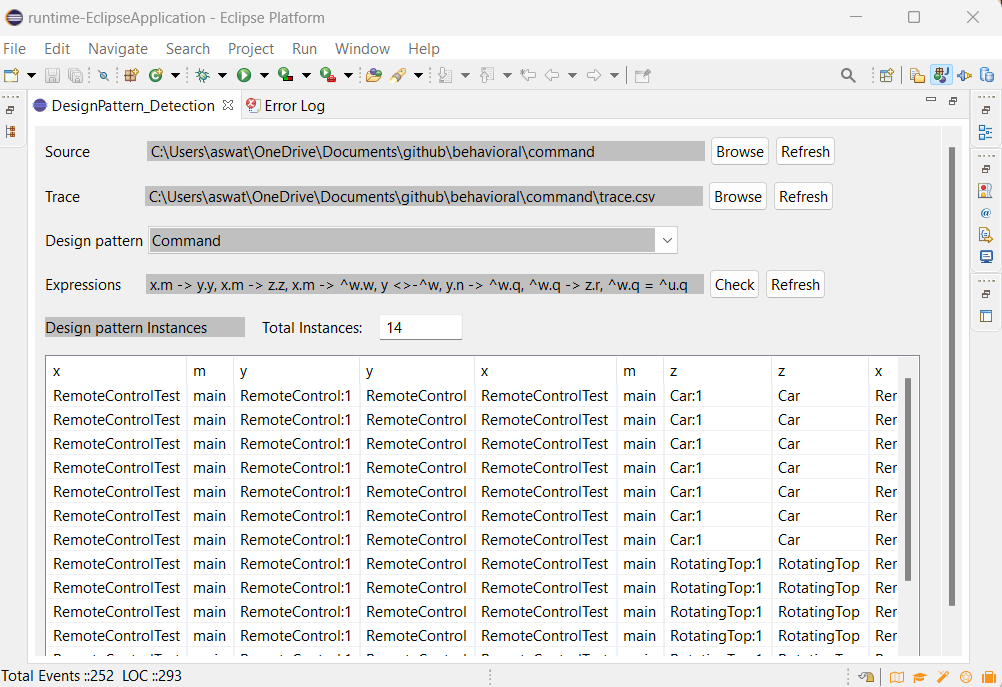 runtime-EclipseApplication - Eclipse Platform
File Edit Navigate Search Project Run Window Help
DesignPattern_Detection Error Log
Source C:\Users\aswat\OneDrive\Documents\github\behavioral\command Browse Refresh
Trace C:\Users\aswat\OneDrive\Documents\github\behavioral\command\trace.csv Browse Refresh
Design pattern Command
Expressions x.m -> y.y, x.m -> z.z, x.m -> ^w.w, y <>-^w, y.n -> ^w.q, ^w.q -> z.r, ^w.q = ^u.q Check Refresh
Design pattern Instances Total Instances: 14
x m y y x m z z x
RemoteControlTest main RemoteControl:1 RemoteControl RemoteControlTest main Car:1 Car Rer
RemoteControlTest main RemoteControl:1 RemoteControl RemoteControlTest main Car:1 Car Rer
RemoteControlTest main RemoteControl:1 RemoteControl RemoteControlTest main Car:1 Car Rer
RemoteControlTest main RemoteControl:1 RemoteControl RemoteControlTest main Car:1 Car Rer
RemoteControlTest main RemoteControl:1 RemoteControl RemoteControlTest main Car:1 Car Rer
RemoteControlTest main RemoteControl:1 RemoteControl RemoteControlTest main Car:1 Car Rer
RemoteControlTest main RemoteControl:1 RemoteControl RemoteControlTest main Car:1 Car Rer
RemoteControlTest main RemoteControl:1 RemoteControl RemoteControlTest main RotatingTop:1 RotatingTop Rer
RemoteControlTest main RemoteControl:1 RemoteControl RemoteControlTest main RotatingTop:1 RotatingTop Rer
RemoteControlTest main RemoteControl:1 RemoteControl RemoteControlTest main RotatingTop:1 RotatingTop Rer
RemoteControlTest main RemoteControl:1 RemoteControl RemoteControlTest main RotatingTop:1 RotatingTop Rer
Total Events ::252 LOC ::293